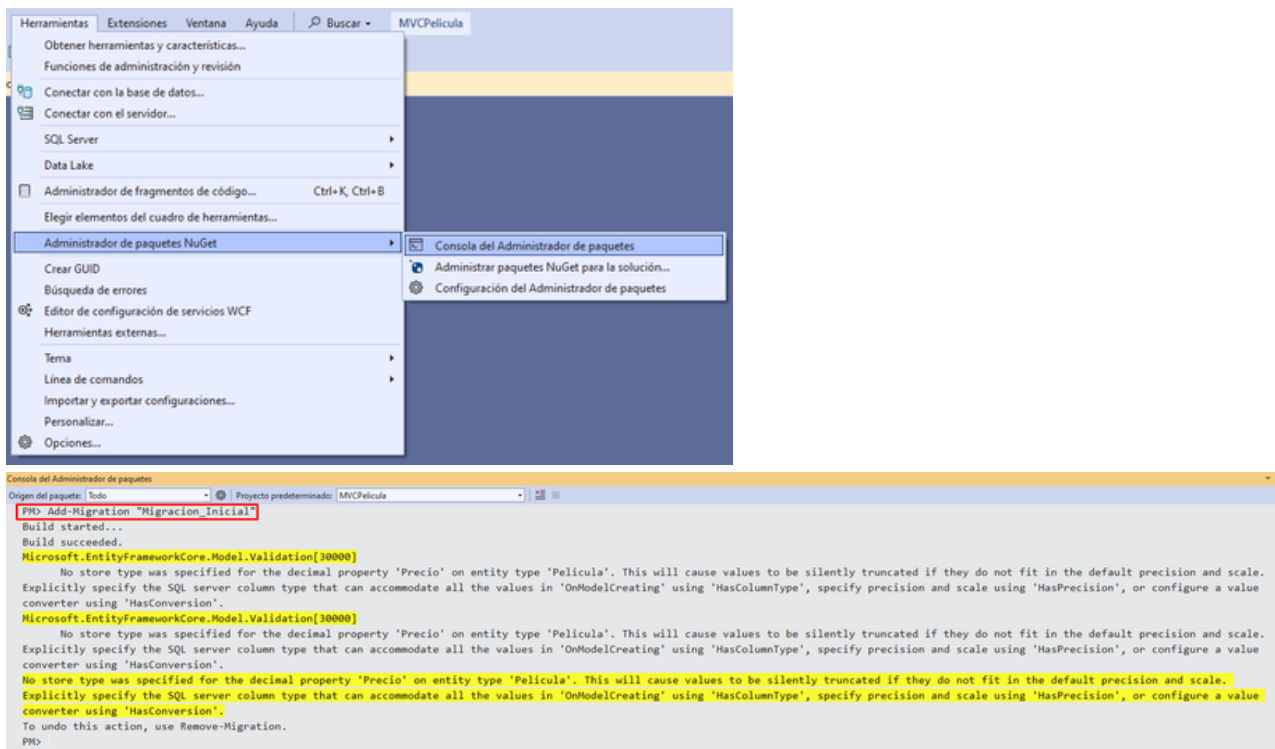 Herramientas Extensiones Ventana Ayuda Buscar MVCPelicula
Obtener herramientas y características...
Funciones de administración y revisión
Conectar con la base de datos...
Conectar con el servidor...
SQL Server
Data Lake
Administrador de fragmentos de código... Ctrl+K, Ctrl+B
Elegir elementos del cuadro de herramientas...
Administrador de paquetes NuGet
Consola del Administrador de paquetes
Administrar paquetes NuGet para la solución...
Configuración del Administrador de paquetes
Crear GUID
Búsqueda de errores
Editor de configuración de servicios WCF
Herramientas externas...
Tema
Línea de comandos
Importar y exportar configuraciones...
Personalizar...
Opciones...
Consola del Administrador de paquetes
Origen del paquete: Todo Proyecto predeterminado: MVCPelicula
PM> Add-Migration "Migracion_Inicial"
Build started...
Build succeeded.
Microsoft.EntityFrameworkCore.Model.Validation[30000]
No store type was specified for the decimal property 'Precio' on entity type 'Pelicula'. This will cause values to be silently truncated if they do not fit in the default precision and scale.
Explicitly specify the SQL server column type that can accommodate all the values in 'OnModelCreating' using 'HasColumnType', specify precision and scale using 'HasPrecision', or configure a value
converter using 'HasConversion'.
Microsoft.EntityFrameworkCore.Model.Validation[30000]
No store type was specified for the decimal property 'Precio' on entity type 'Pelicula'. This will cause values to be silently truncated if they do not fit in the default precision and scale.
Explicitly specify the SQL server column type that can accommodate all the values in 'OnModelCreating' using 'HasColumnType', specify precision and scale using 'HasPrecision', or configure a value
converter using 'HasConversion'.
No store type was specified for the decimal property 'Precio' on entity type 'Pelicula'. This will cause values to be silently truncated if they do not fit in the default precision and scale.
Explicitly specify the SQL server column type that can accommodate all the values in 'OnModelCreating' using 'HasColumnType', specify precision and scale using 'HasPrecision', or configure a value
converter using 'HasConversion'.
To undo this action, use Remove-Migration.
PM>